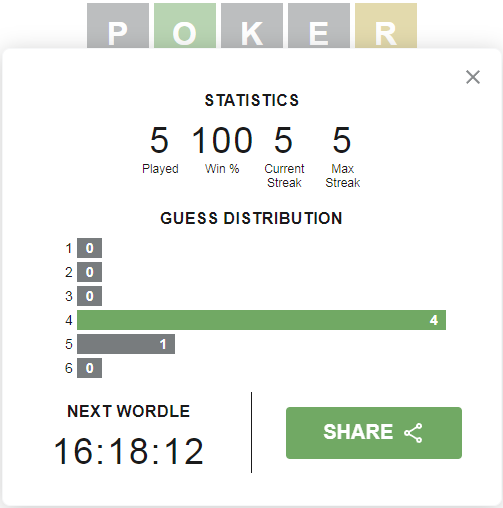 POKER
STATISTICS
5 100 5 5
Played Win % Current Streak Max Streak
GUESS DISTRIBUTION
1 0
2 0
3 0
4 4
5 1
6 0
NEXT WORDLE
16:18:12
SHARE